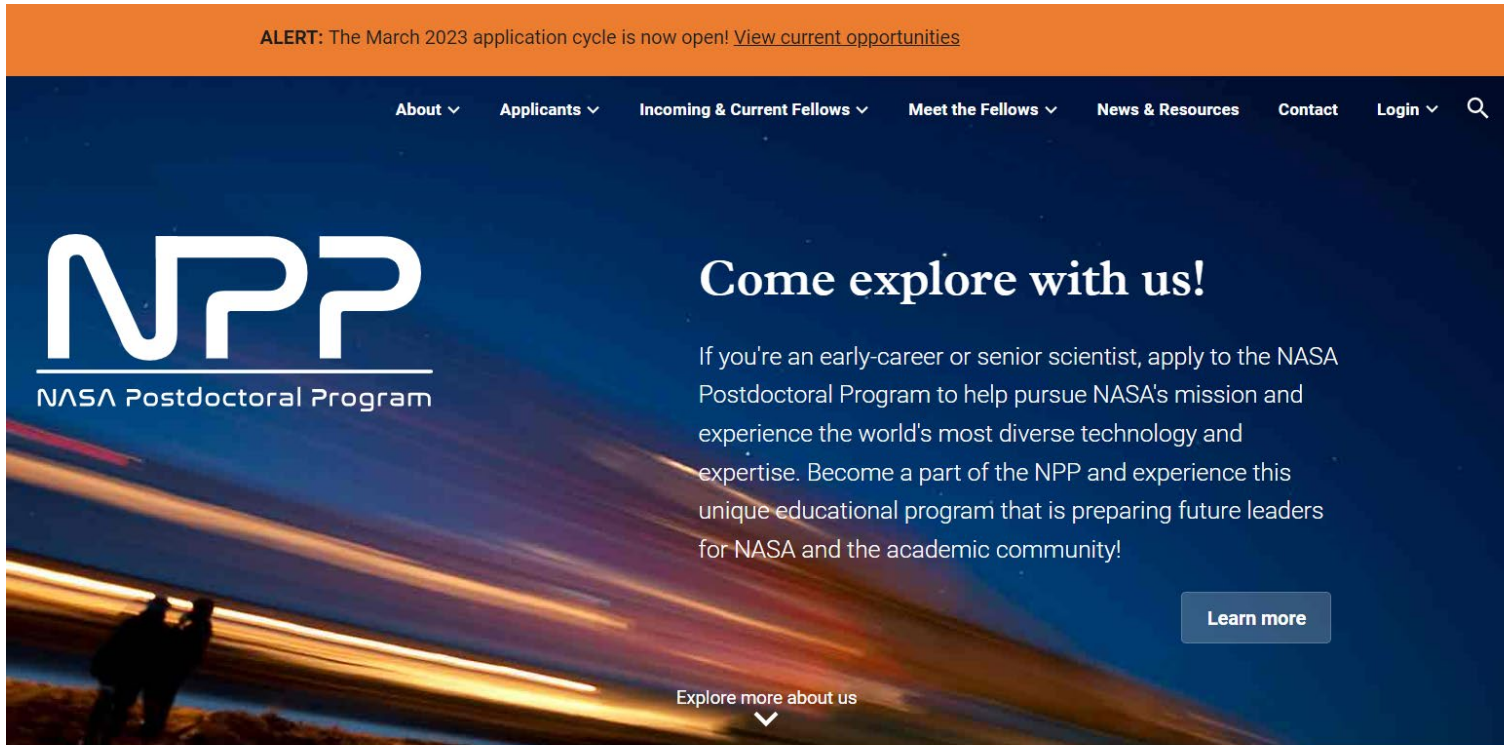 ALERT: The March 2023 application cycle is now open! View current opportunities
About Applicants Incoming & Current Fellows Meet the Fellows News & Resources Contact Login
NPP
NASA Postdoctoral Program
Come explore with us!
If you're an early-career or senior scientist, apply to the NASA
Postdoctoral Program to help pursue NASA's mission and
experience the world's most diverse technology and
expertise. Become a part of the NPP and experience this
unique educational program that is preparing future leaders
for NASA and the academic community!
Learn more
Explore more about us